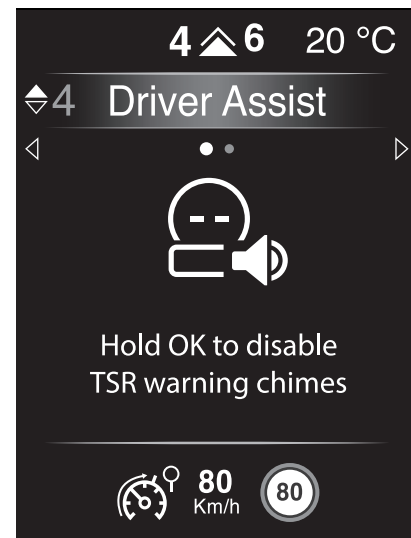 4 6 20 °C
4 Driver Assist
Hold OK to disable
TSR warning chimes
80 80
Km/h